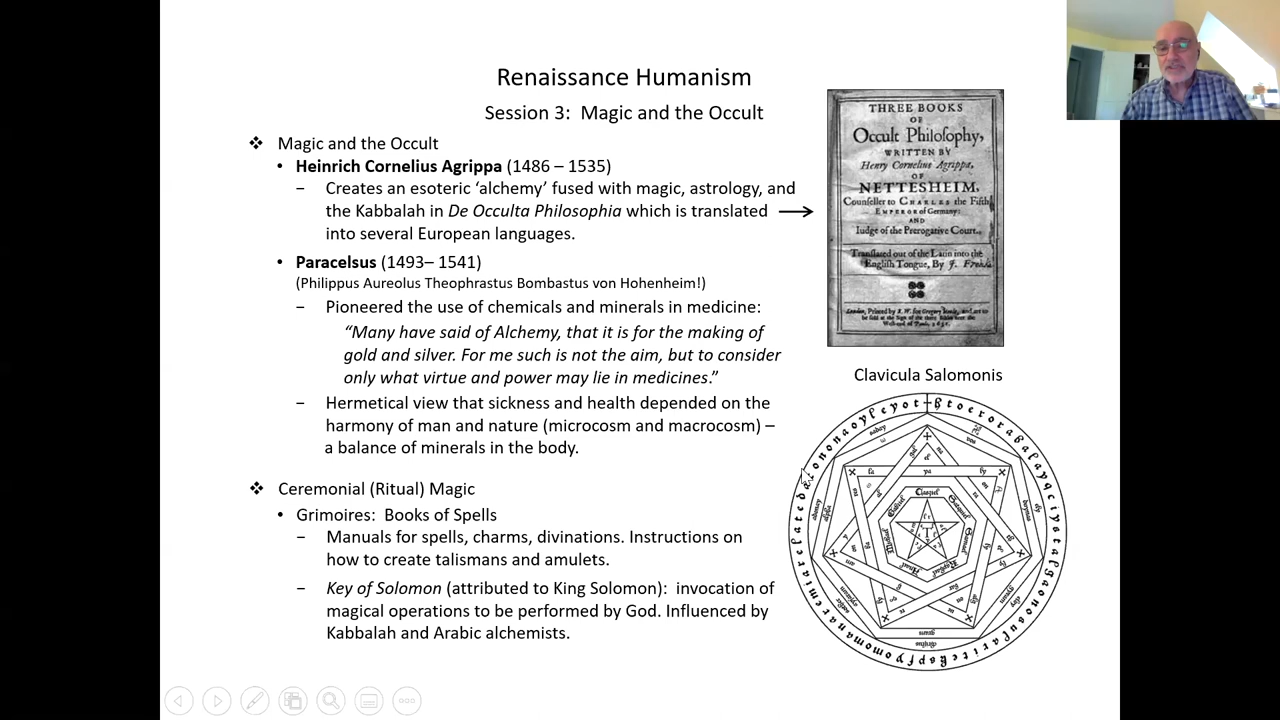 Renaissance Humanism
Session 3: Magic and the Occult
❖ Magic and the Occult
• Heinrich Cornelius Agrippa (1486 – 1535)
– Creates an esoteric ‘alchemy’ fused with magic, astrology, and
the Kabbalah in De Occulta Philosophia which is translated
into several European languages.
• Paracelsus (1493– 1541)
(Philippus Aureolus Theophrastus Bombastus von Hohenheim!)
– Pioneered the use of chemicals and minerals in medicine:
“Many have said of Alchemy, that it is for the making of
gold and silver. For me such is not the aim, but to consider
only what virtue and power may lie in medicines.”
– Hermetical view that sickness and health depended on the
harmony of man and nature (microcosm and macrocosm) –
a balance of minerals in the body.
❖ Ceremonial (Ritual) Magic
• Grimoires: Books of Spells
– Manuals for spells, charms, divinations. Instructions on
how to create talismans and amulets.
– Key of Solomon (attributed to King Solomon): invocation of
magical operations to be performed by God. Influenced by
Kabbalah and Arabic alchemists.
THREE BOOKS
OF
Occult Philosophy,
WRITTEN BY
Henry Cornelius Agrippa,
OF
NETTESHEIM,
Counseller to CHARLES the Fifth
EMPEROR of Germany:
AND
Iudge of the Prerogative Court.
Translated out of the Latin into the
English Tongue, By J. F.
Clavicula Salomonis